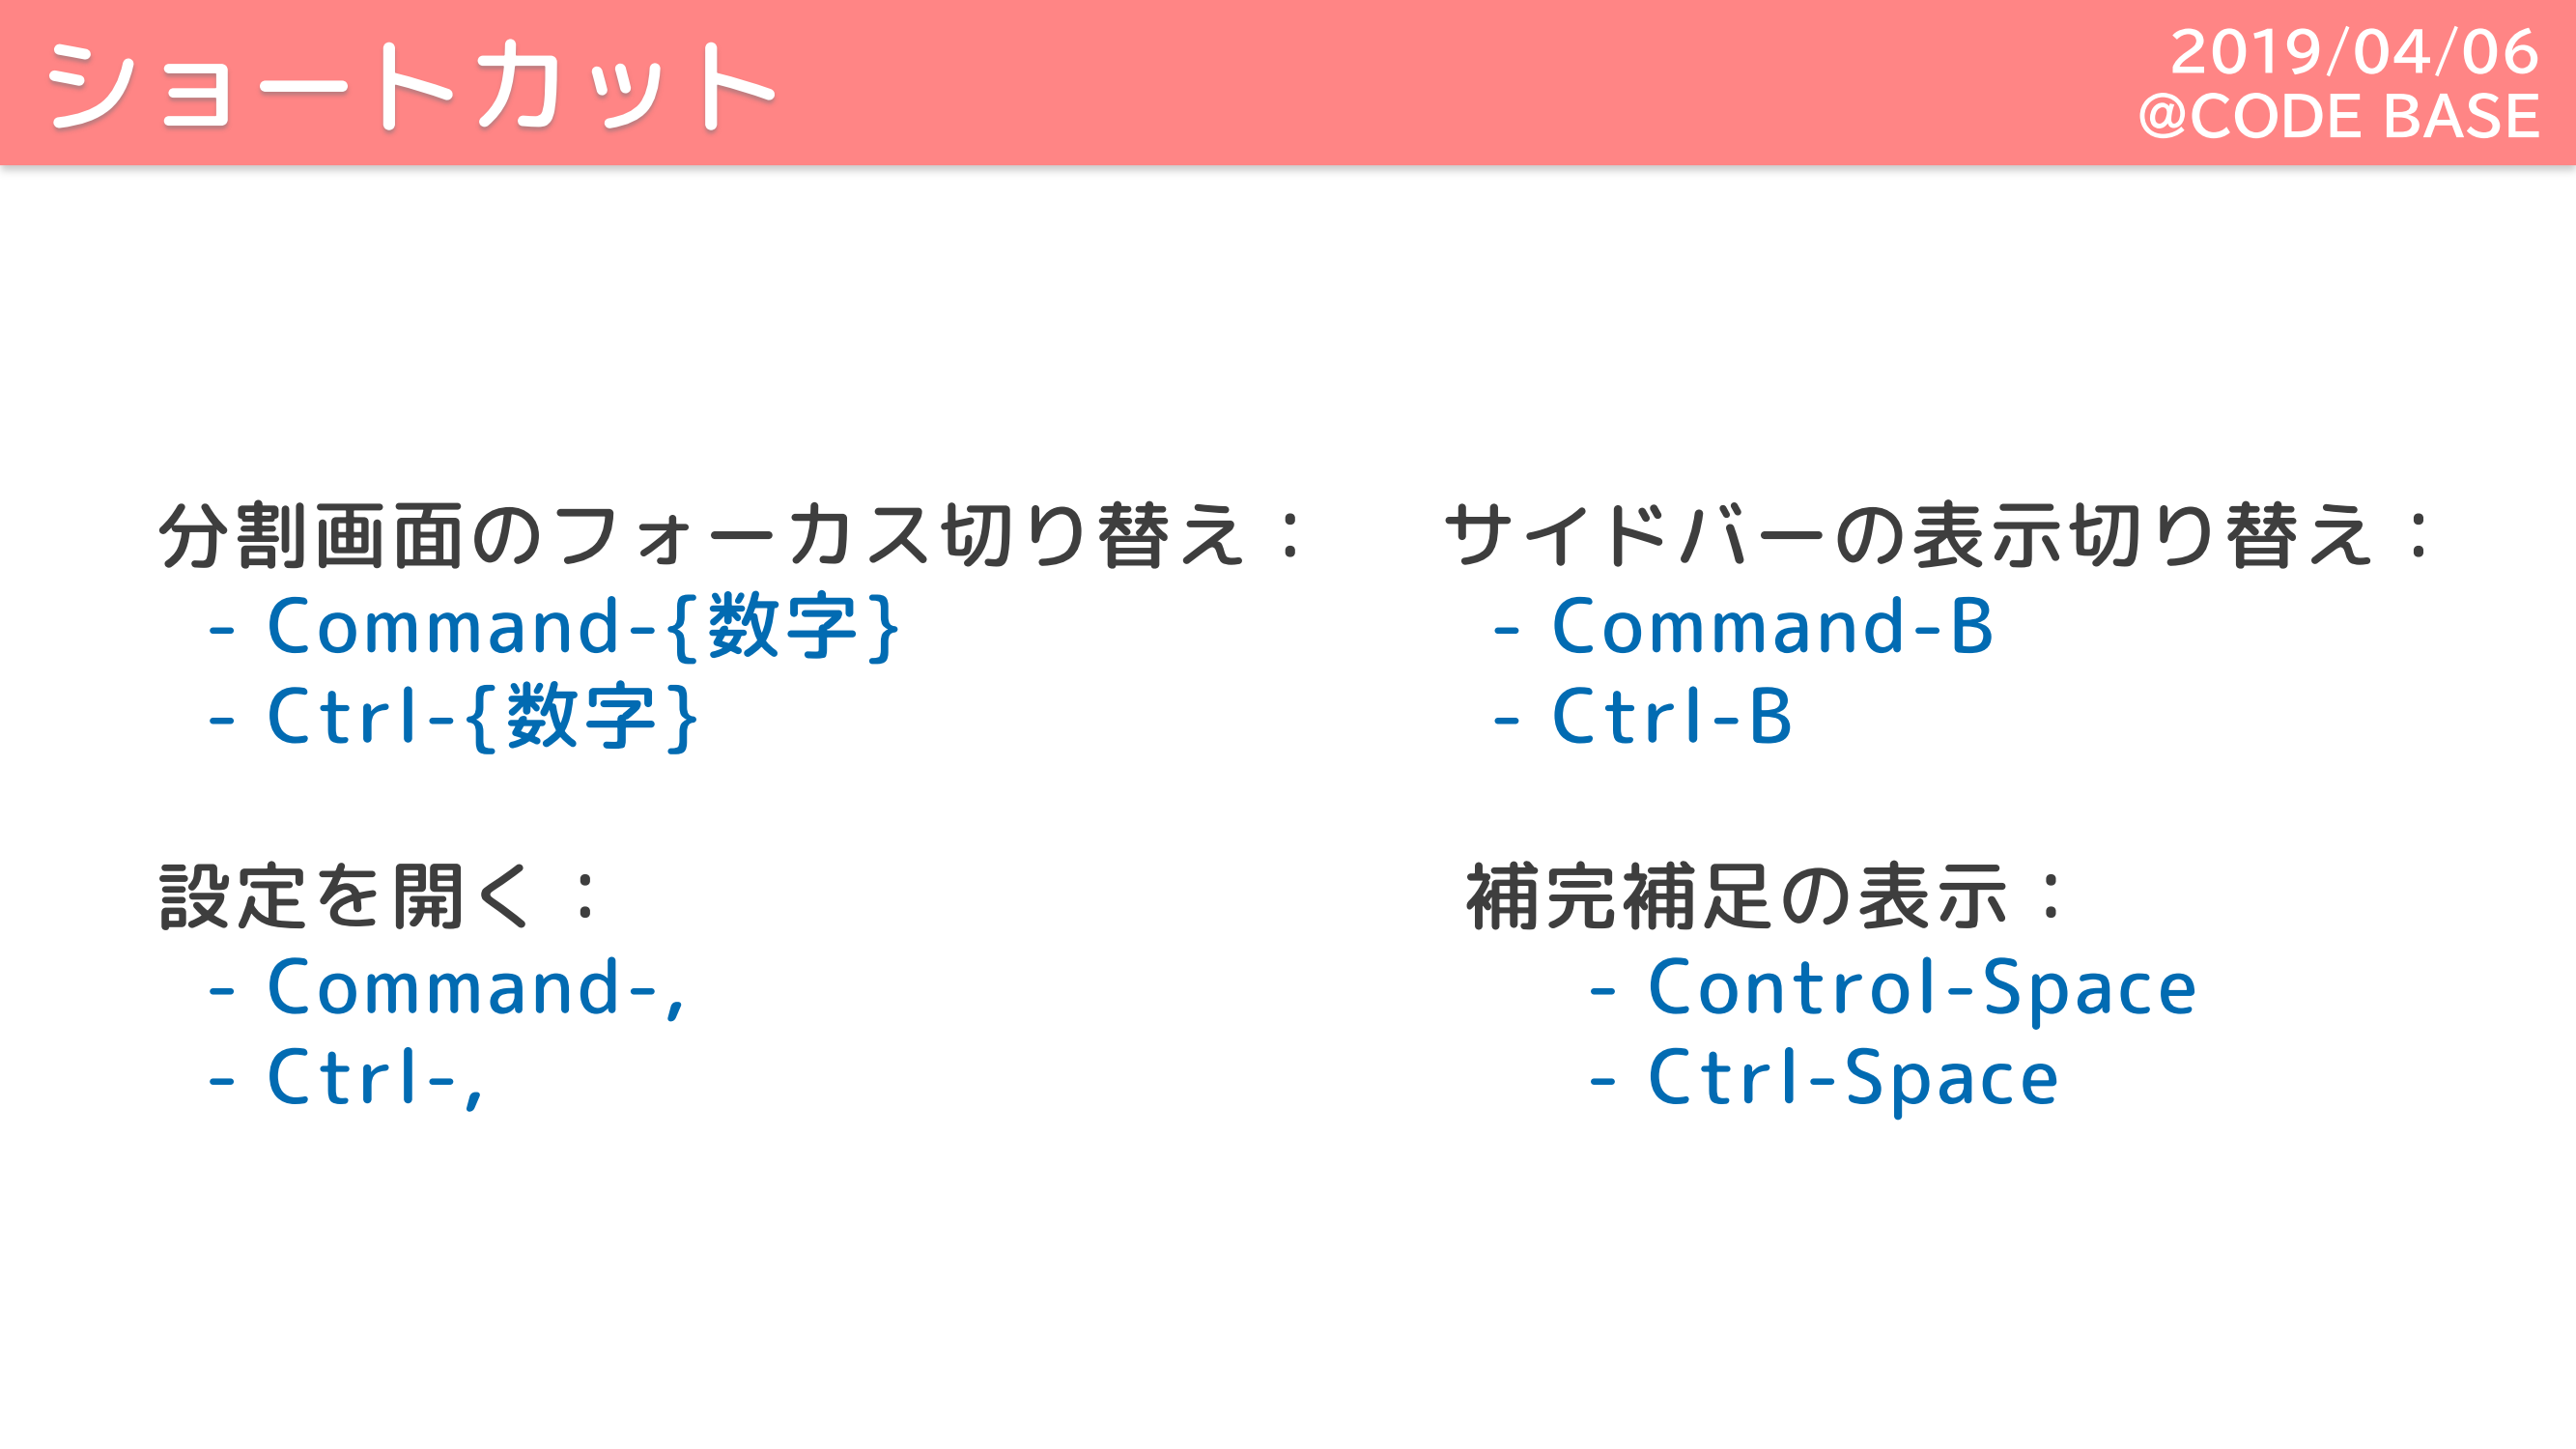 ショートカット
2019/04/06
@CODE BASE
分割画面のフォーカス切り替え：
- Command-{数字}
- Ctrl-{数字}
設定を開く：
- Command-,
- Ctrl-,
サイドバーの表示切り替え：
- Command-B
- Ctrl-B
補完補足の表示：
- Control-Space
- Ctrl-Space